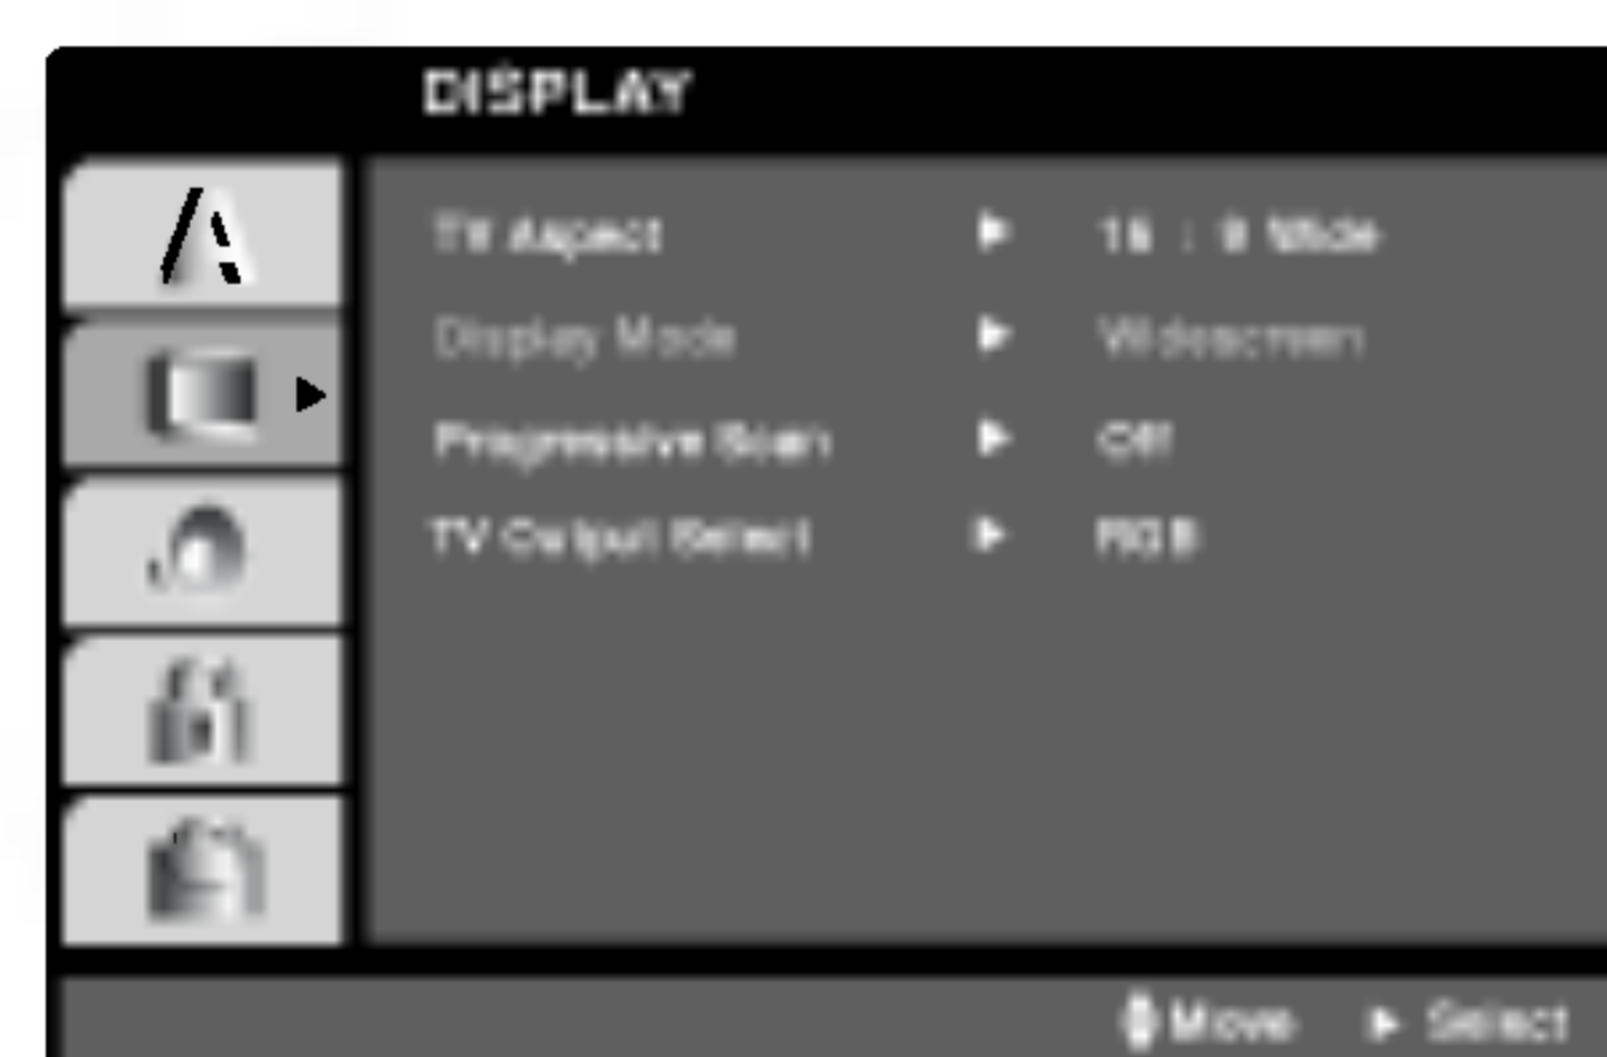 DISPLAY
TV Aspect ► 16 : 9 Wide
Display Mode ► Widescreen
Progressive Scan ► Off
TV Output Select ► RGB
Move ► Select